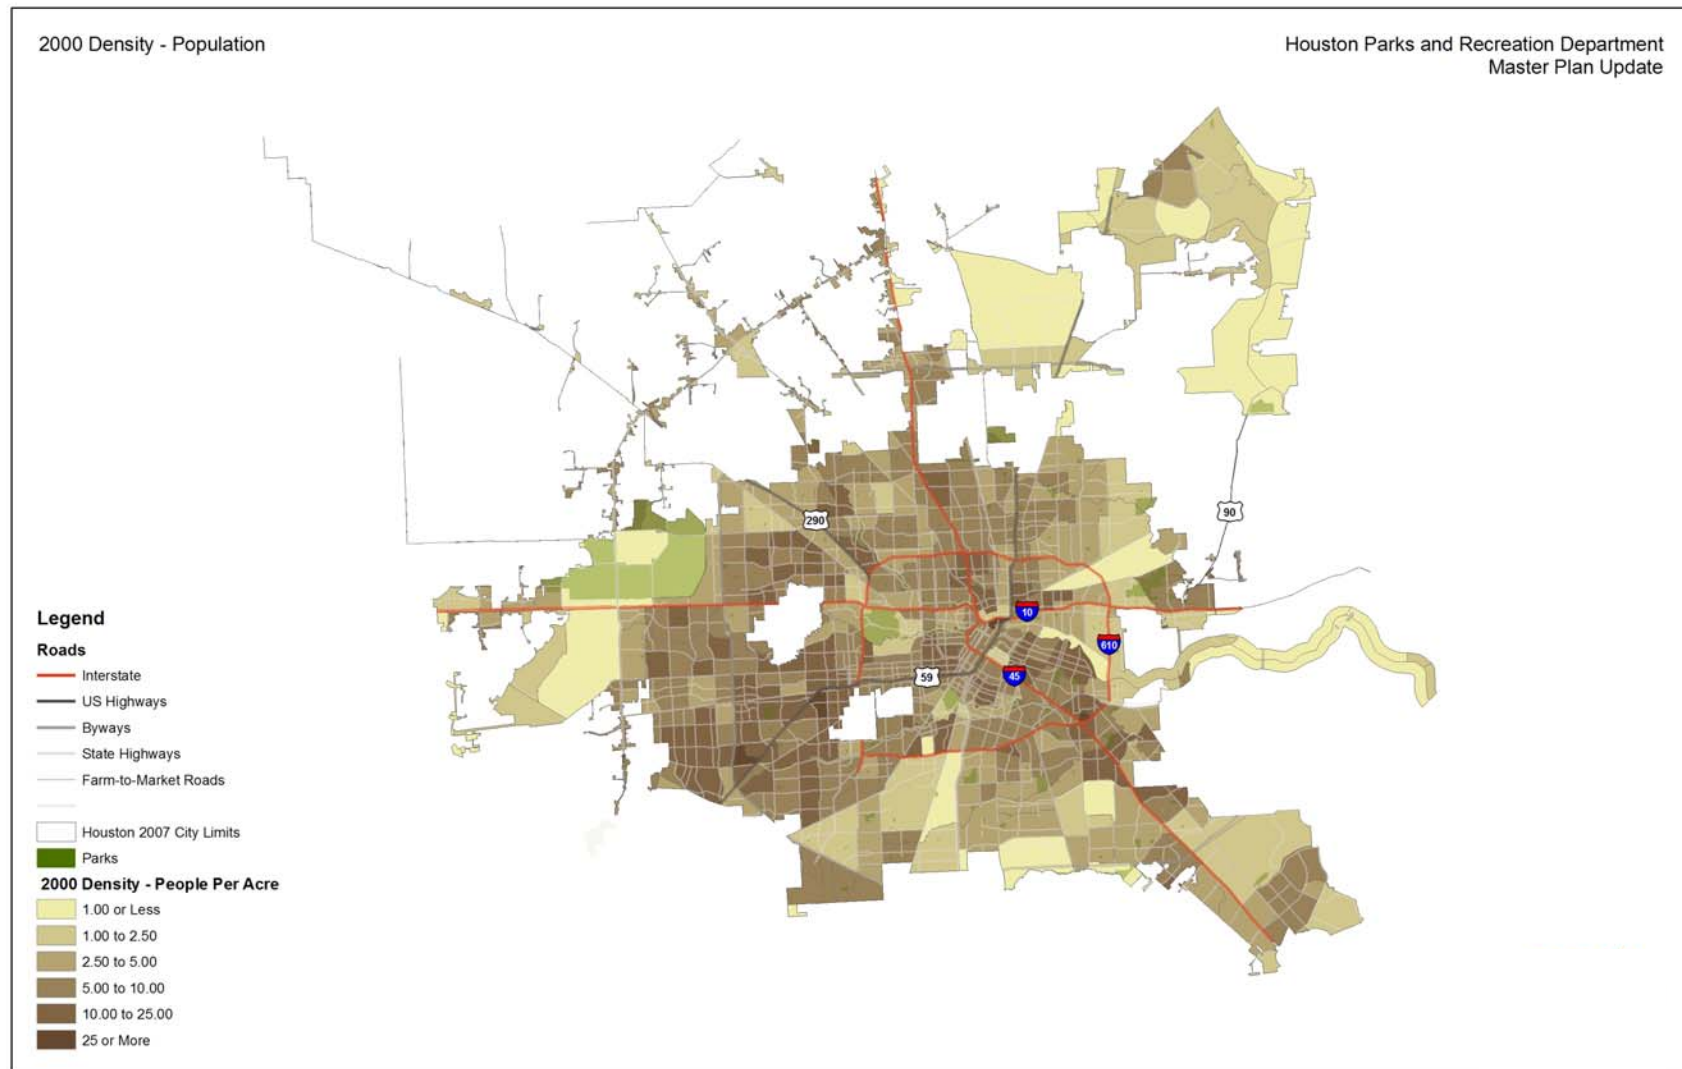 2000 Density - Population
Houston Parks and Recreation Department
Master Plan Update
290
90
10
610
59
45
Legend
Roads
Interstate
US Highways
Byways
State Highways
Farm-to-Market Roads
Houston 2007 City Limits
Parks
2000 Density - People Per Acre
1.00 or Less
1.00 to 2.50
2.50 to 5.00
5.00 to 10.00
10.00 to 25.00
25 or More